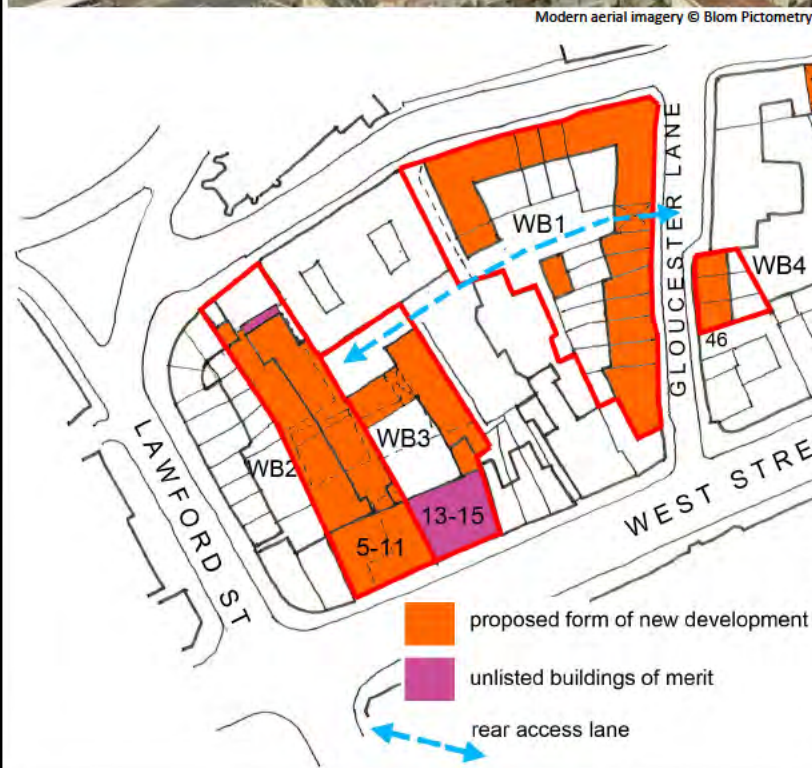 Modern aerial imagery © Blom Pictometry
GLOUCESTER LANE
WB1
WB4
46
LAWFORD ST
WB2
WB3
13-15
5-11
WEST STRE
proposed form of new development
unlisted buildings of merit
rear access lane